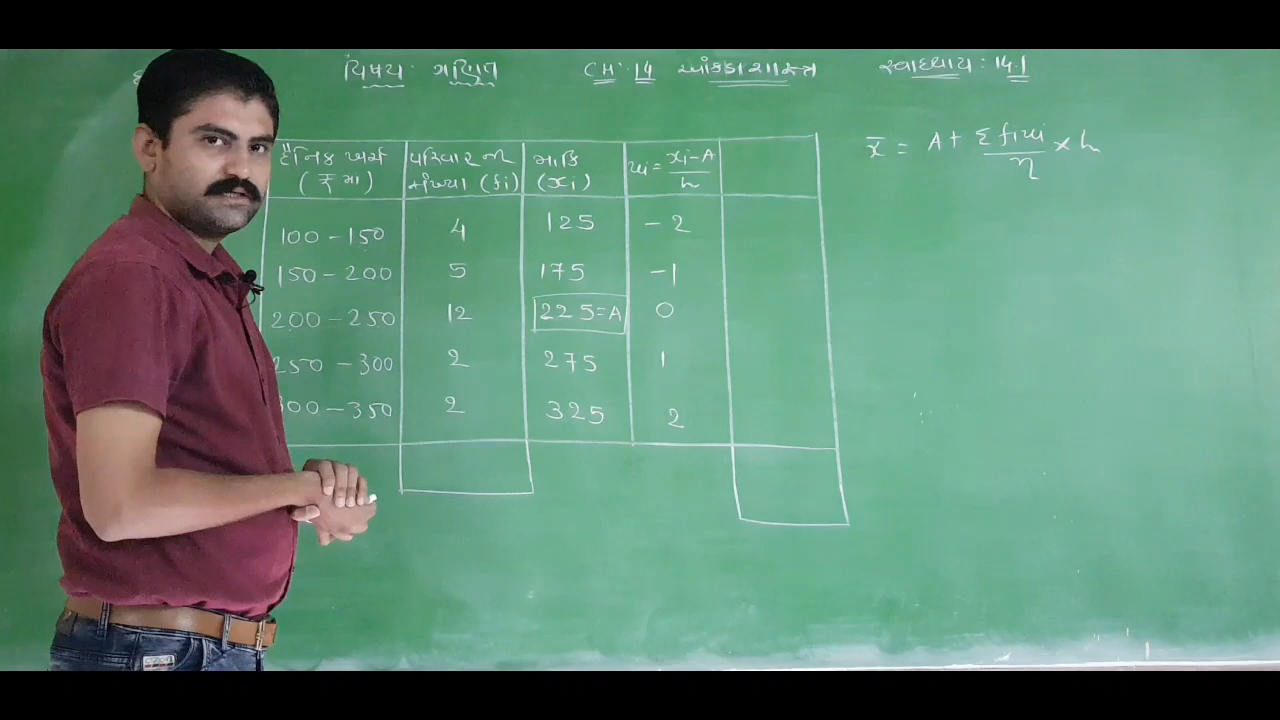 વિષય: ગણિત CH: 14 આંકડાશાસ્ત્ર સ્વાધ્યાય: 14.1
દૈનિક ખર્ચ (₹ મા) પરિવારની સંખ્યા (fi) (xi) ui = xi-A / h
100 - 150 4 125 -2
150 - 200 5 175 -1
200 - 250 12 225=A 0
250 - 300 2 275 1
300 - 350 2 325 2
x̄ = A + Σ fiui / n × h